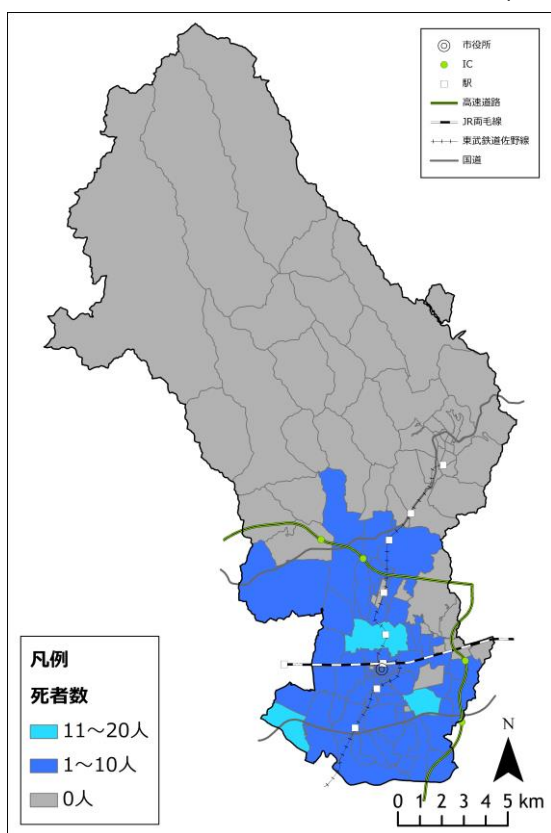 市役所
IC
駅
高速道路
JR両毛線
東武鉄道佐野線
国道
凡例
死者数
11～20人
1～10人
0人
N
0 1 2 3 4 5 km